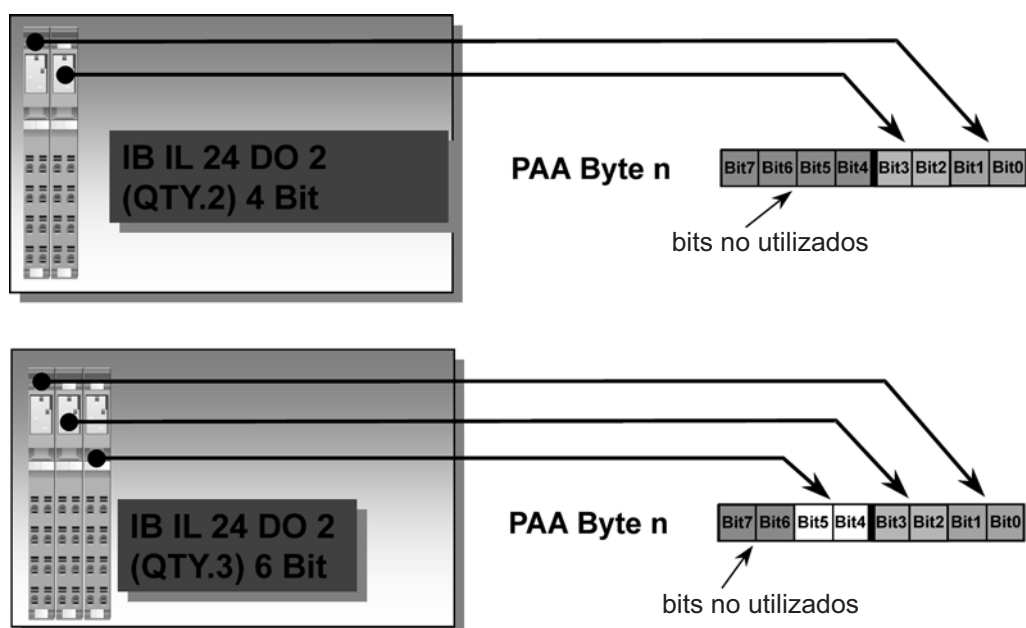 IB IL 24 DO 2
(QTY.2) 4 Bit
PAA Byte n
Bit7 Bit6 Bit5 Bit4 Bit3 Bit2 Bit1 Bit0
bits no utilizados
IB IL 24 DO 2
(QTY.3) 6 Bit
PAA Byte n
Bit7 Bit6 Bit5 Bit4 Bit3 Bit2 Bit1 Bit0
bits no utilizados